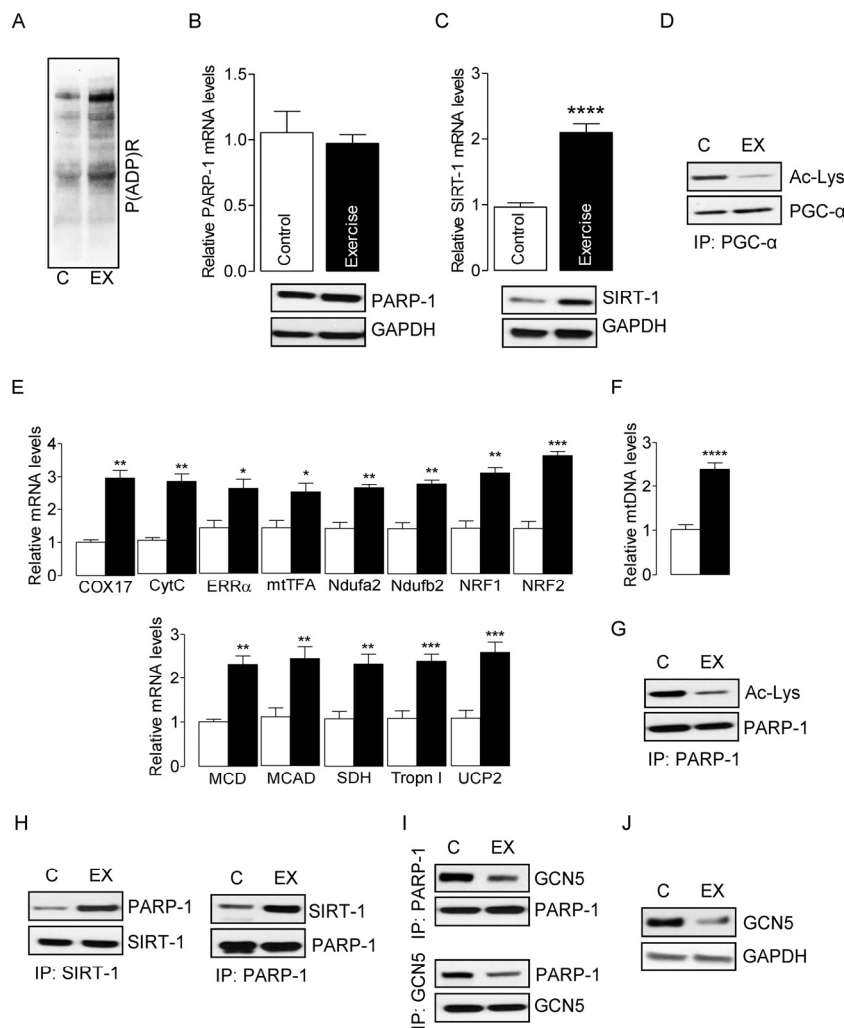 A
P(ADP)R
C EX
B
Relative PARP-1 mRNA levels
1.5
1.0
0.5
0.0
Control
Exercise
PARP-1
GAPDH
C
Relative SIRT-1 mRNA levels
3
2
1
0
****
Control
Exercise
SIRT-1
GAPDH
D
C EX
Ac-Lys
PGC-α
IP: PGC-α
E
Relative mRNA levels
4
3
2
1
0
** ** * * ** ** ** ***
COX17 CytC ERRα mtTFA Ndufa2 Ndufb2 NRF1 NRF2
Relative mRNA levels
3
2
1
0
** ** ** *** ***
MCD MCAD SDH Tropn I UCP2
F
Relative mtDNA levels
3
2
1
0
****
G
C EX
Ac-Lys
PARP-1
IP: PARP-1
H
C EX
PARP-1
SIRT-1
IP: SIRT-1
C EX
SIRT-1
PARP-1
IP: PARP-1
I
IP: PARP-1
C EX
GCN5
PARP-1
IP: GCN5
PARP-1
GCN5
J
C EX
GCN5
GAPDH